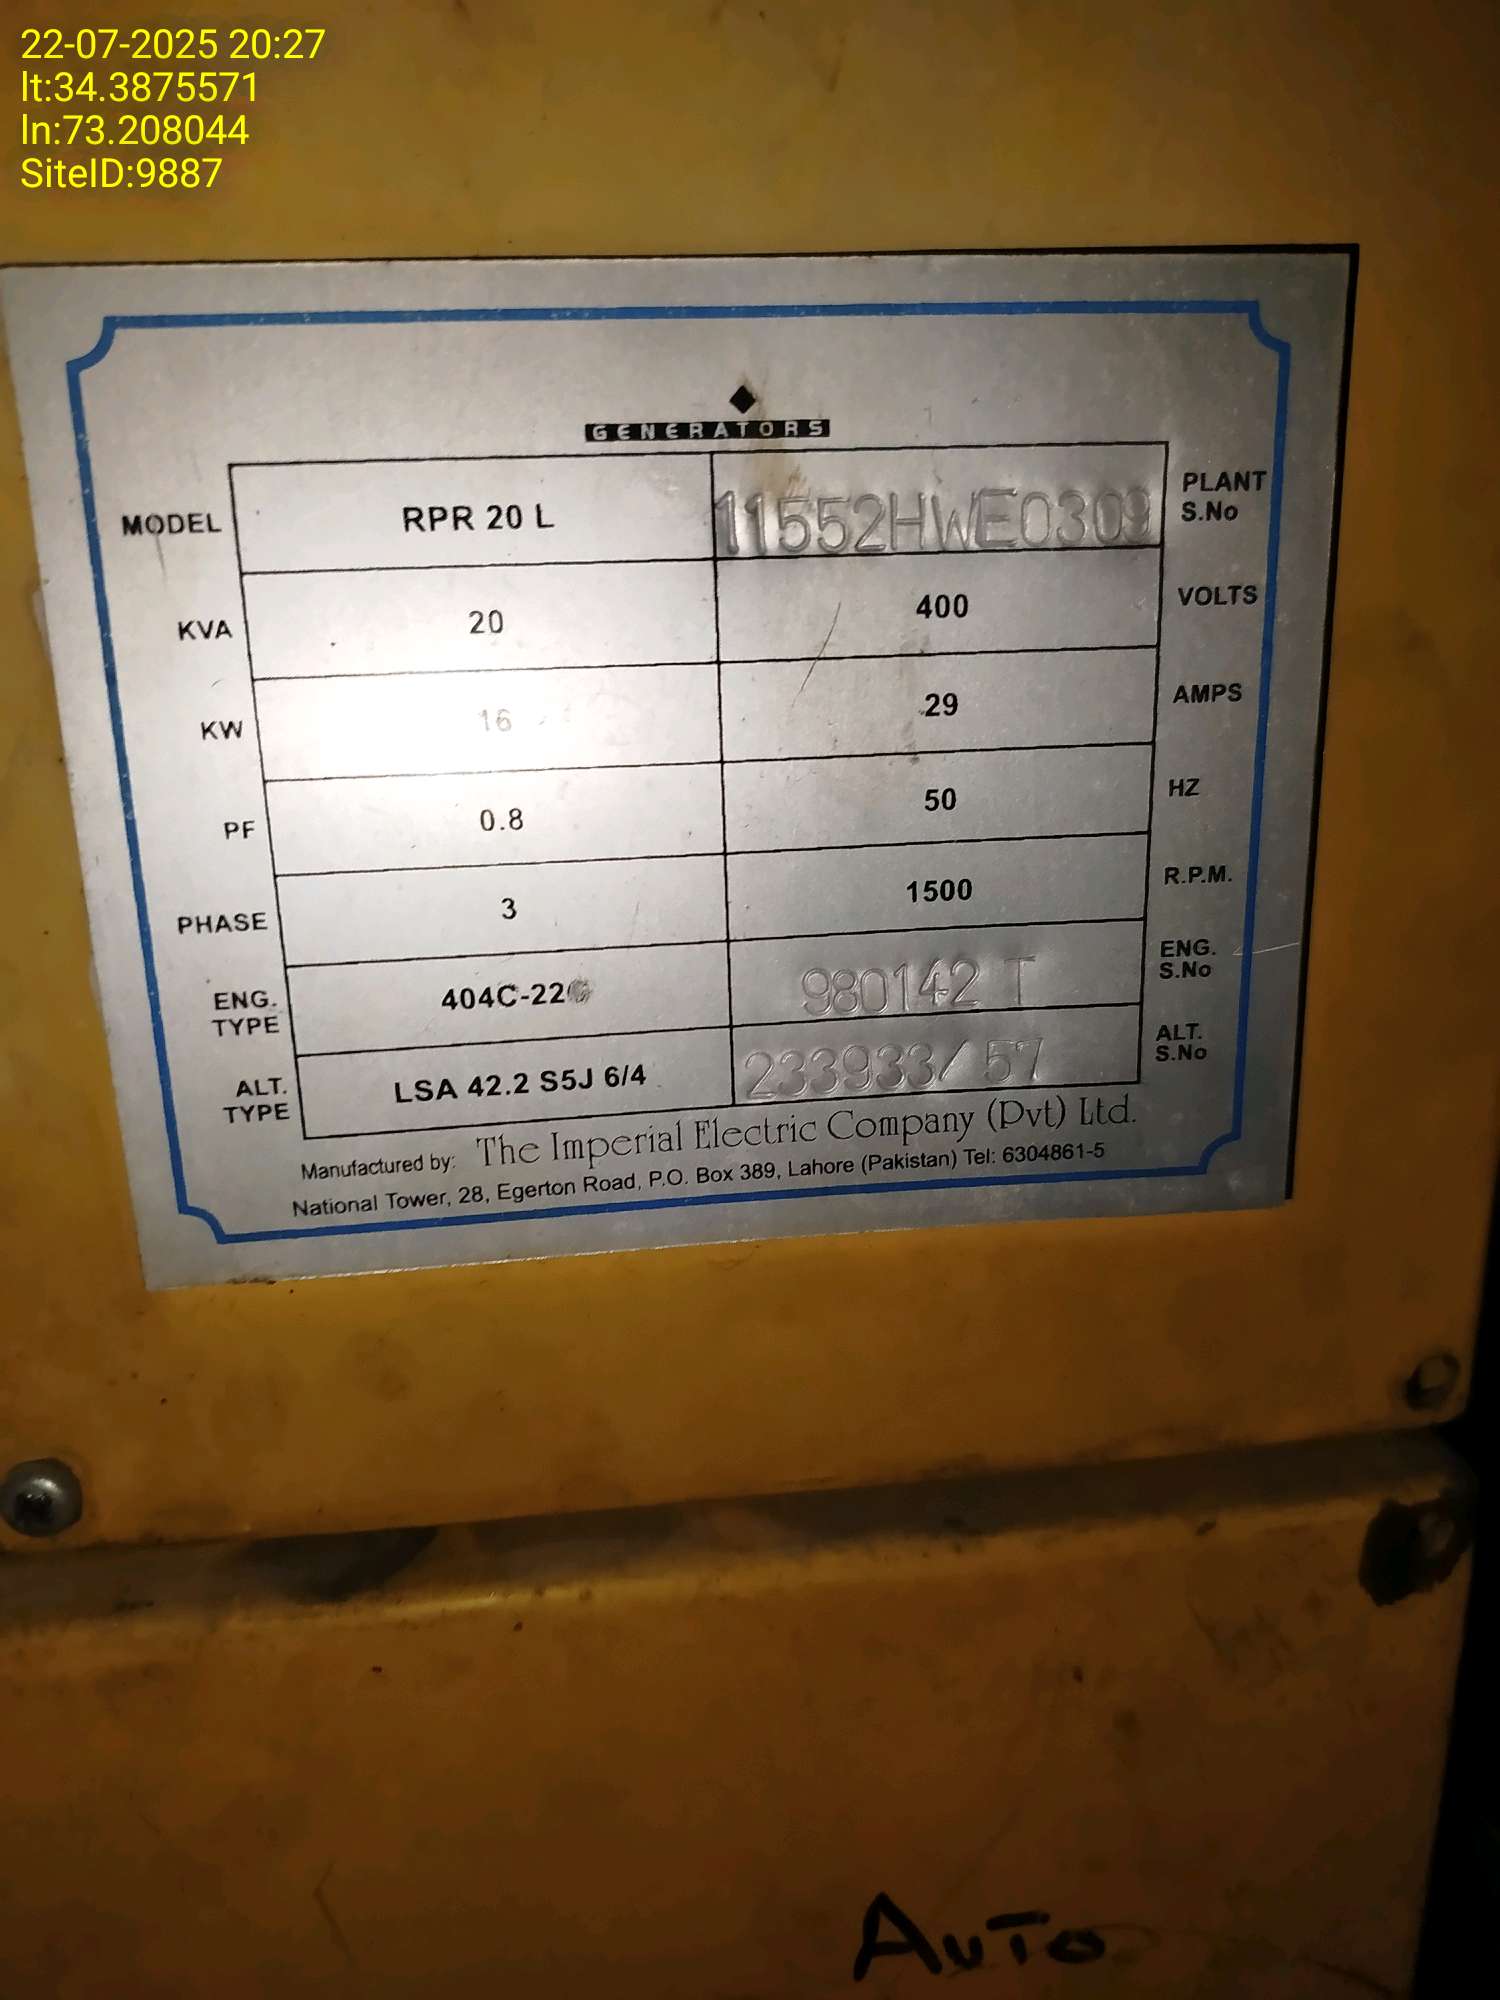 22-07-2025 20:27
lt:34.3875571
ln:73.208044
SiteID:9887
GENERATORS
MODEL RPR 20 L 11552HWE0309 PLANT S.No
KVA 20 400 VOLTS
KW 16 29 AMPS
PF 0.8 50 HZ
PHASE 3 1500 R.P.M.
ENG. TYPE 980142 T ENG. S.No
ALT. TYPE LSA 42.2 S5J 6/4 233933/57 ALT. S.No
Manufactured by: The Imperial Electric Company (Pvt) Ltd.
National Tower, 28, Egerton Road, P.O. Box 389, Lahore (Pakistan) Tel: 6304861-5
AUTO